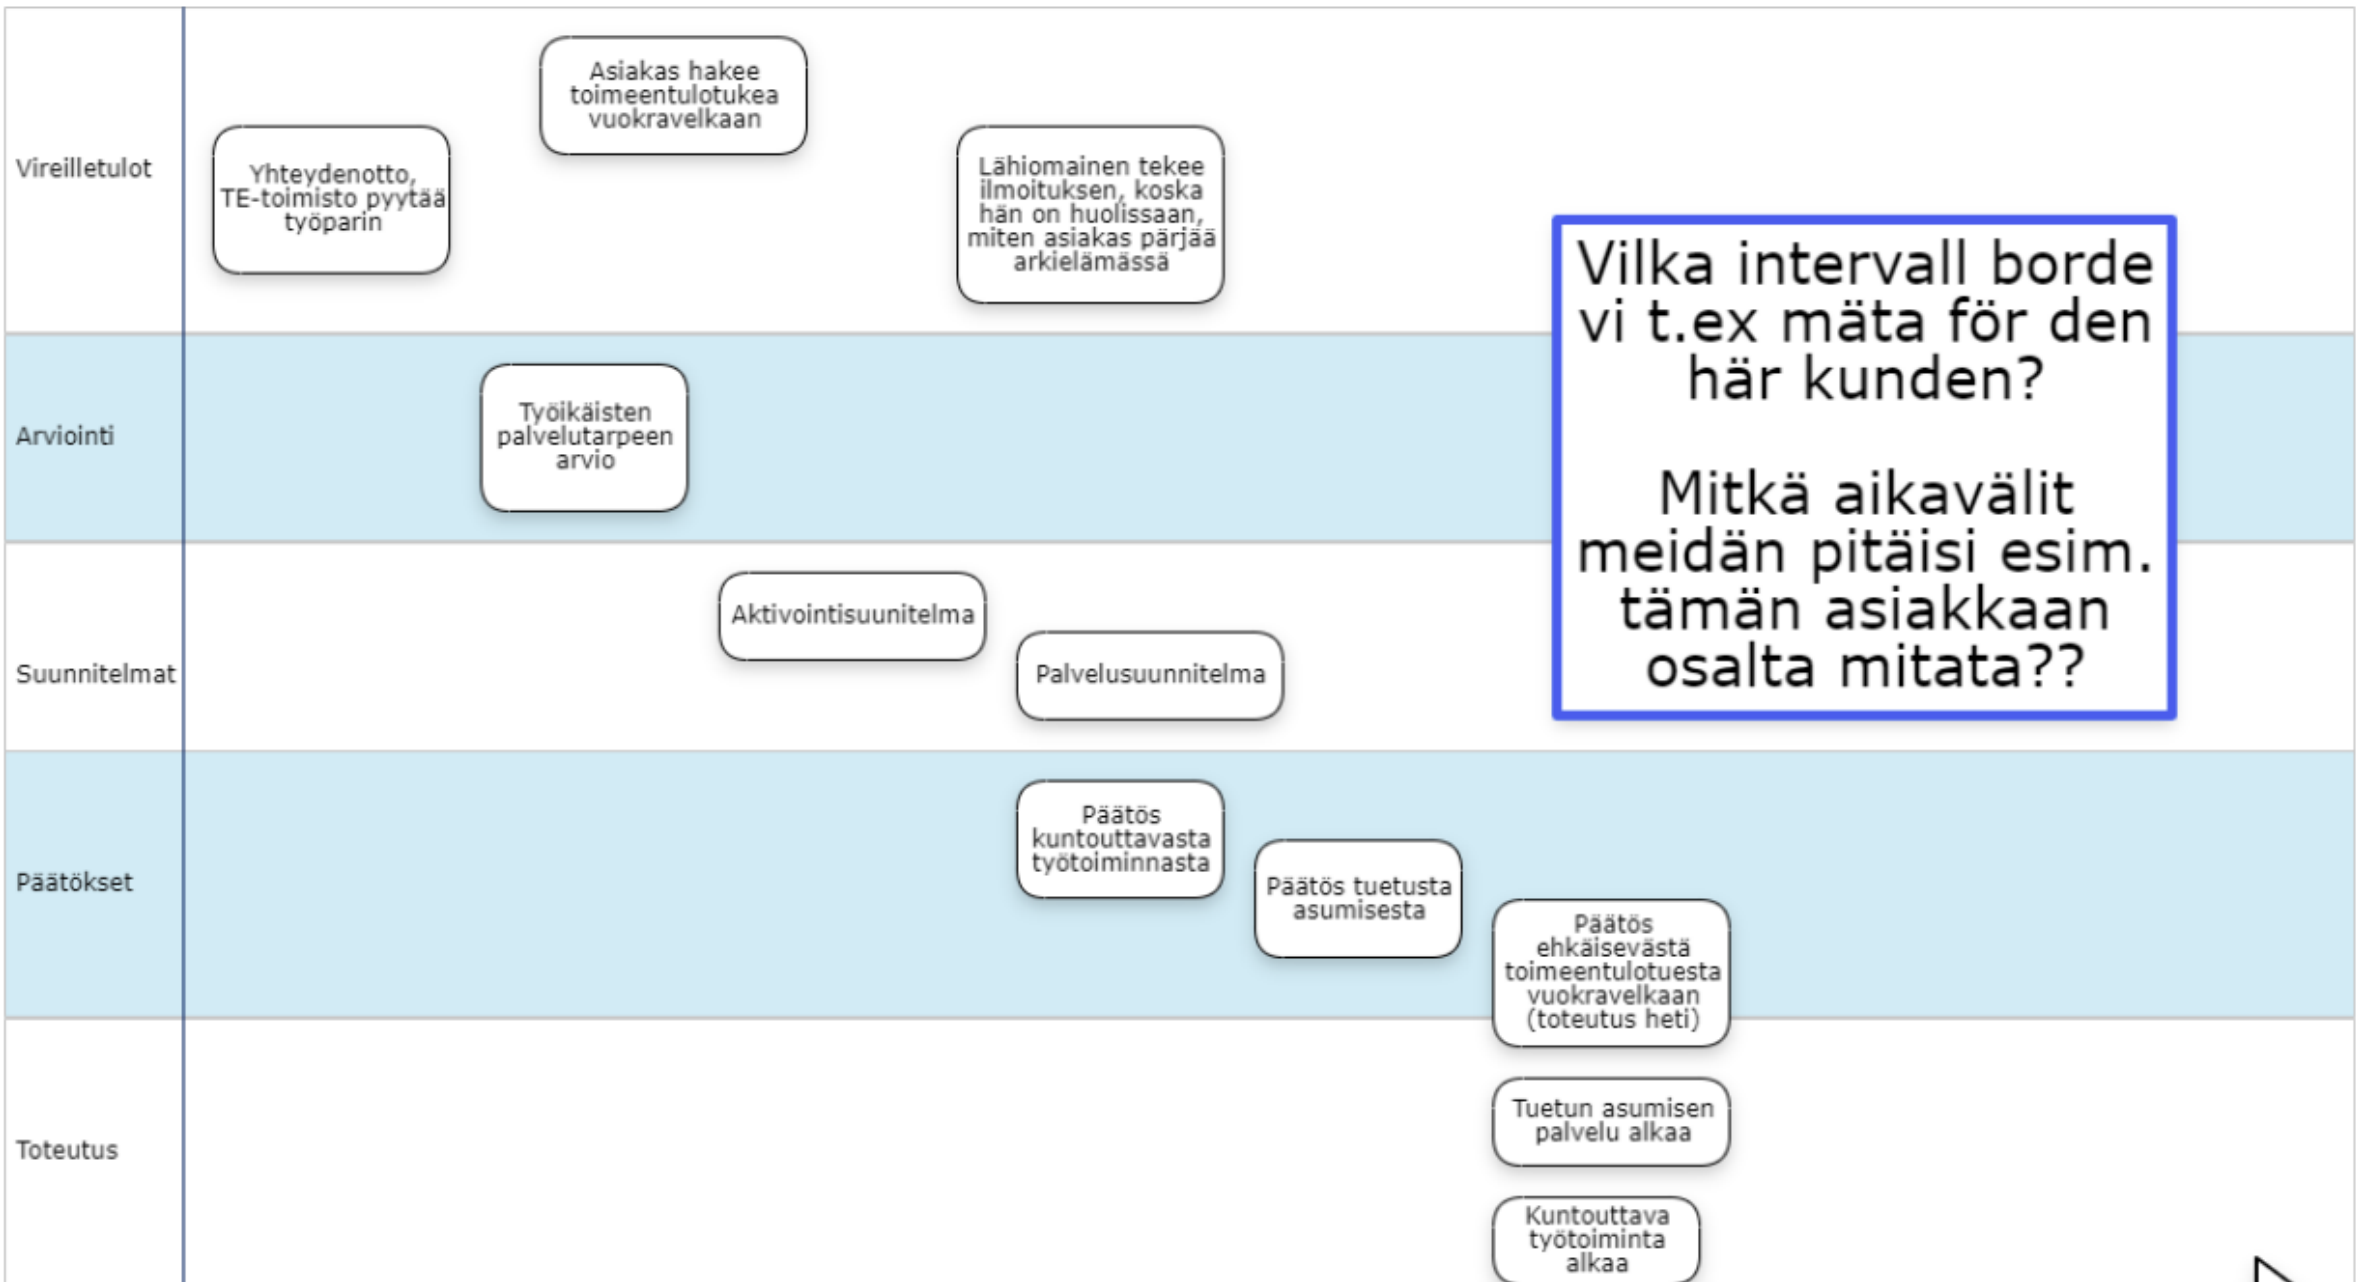 Vireilletulot
Yhteydenotto,
TE-toimisto pyytää
työparin
Asiakas hakee
toimeentulotukea
vuokravelkaan
Lähiomainen tekee
ilmoituksen, koska
hän on huolissaan,
miten asiakas pärjää
arkielämässä
Vilka intervall borde
vi t.ex mäta för den
här kunden?
Mitkä aikavälit
meidän pitäisi esim.
tämän asiakkaan
osalta mitata??
Arviointi
Työikäisten
palvelutarpeen
arvio
Suunnitelmat
Aktivointisuunitelma
Palvelusuunnitelma
Päätökset
Päätös
kuntouttavasta
työtoiminnasta
Päätös tuetusta
asumisesta
Päätös
ehkäisevästä
toimeentulotuesta
vuokravelkaan
(toteutus heti)
Toteutus
Tuetun asumisen
palvelu alkaa
Kuntouttava
työtoiminta
alkaa